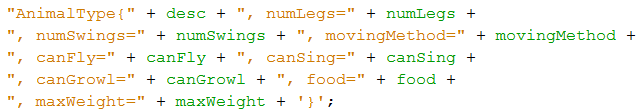 "AnimalType{" + desc + ", numLegs=" + numLegs +
", numSwings=" + numSwings + ", movingMethod=" + movingMethod +
", canFly=" + canFly + ", canSing=" + canSing +
", canGrowl=" + canGrowl + ", food=" + food +
", maxWeight=" + maxWeight + '}';